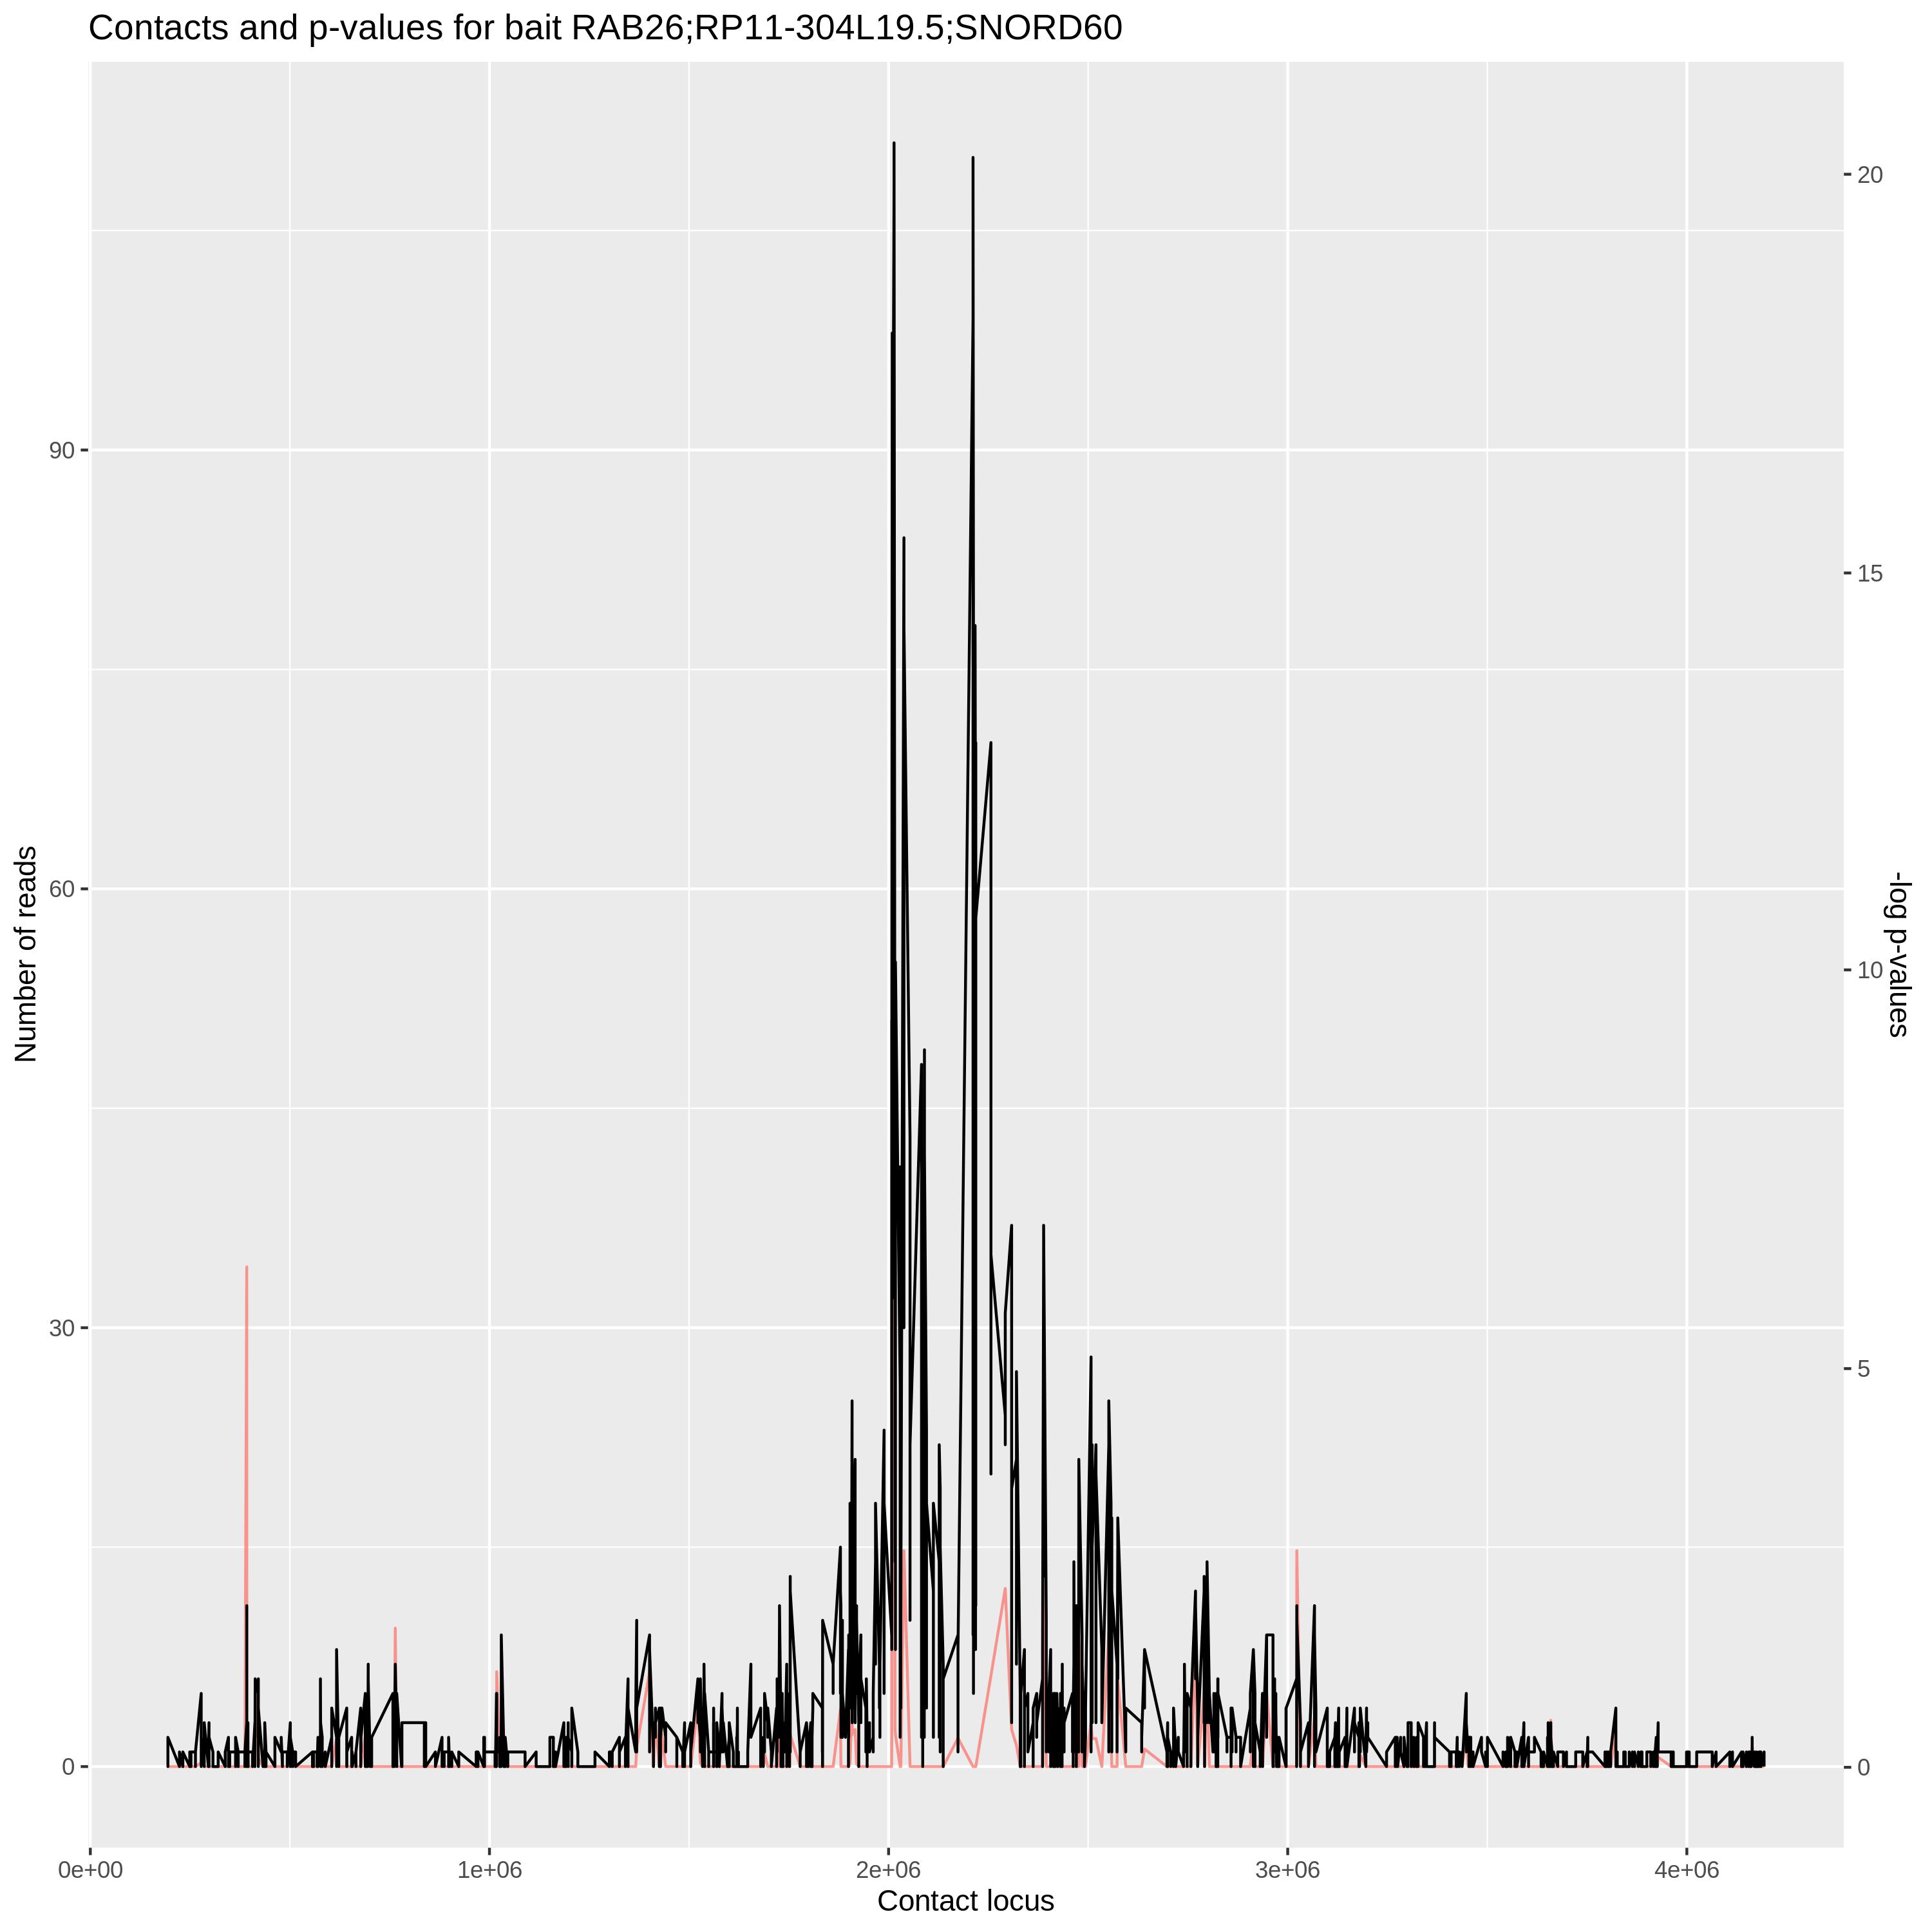 Contacts and p-values for bait RAB26;RP11-304L19.5;SNORD60
Number of reads
90
60
30
0
20
15
10
5
0
-log p-values
0e+00
1e+06
2e+06
3e+06
4e+06
Contact locus